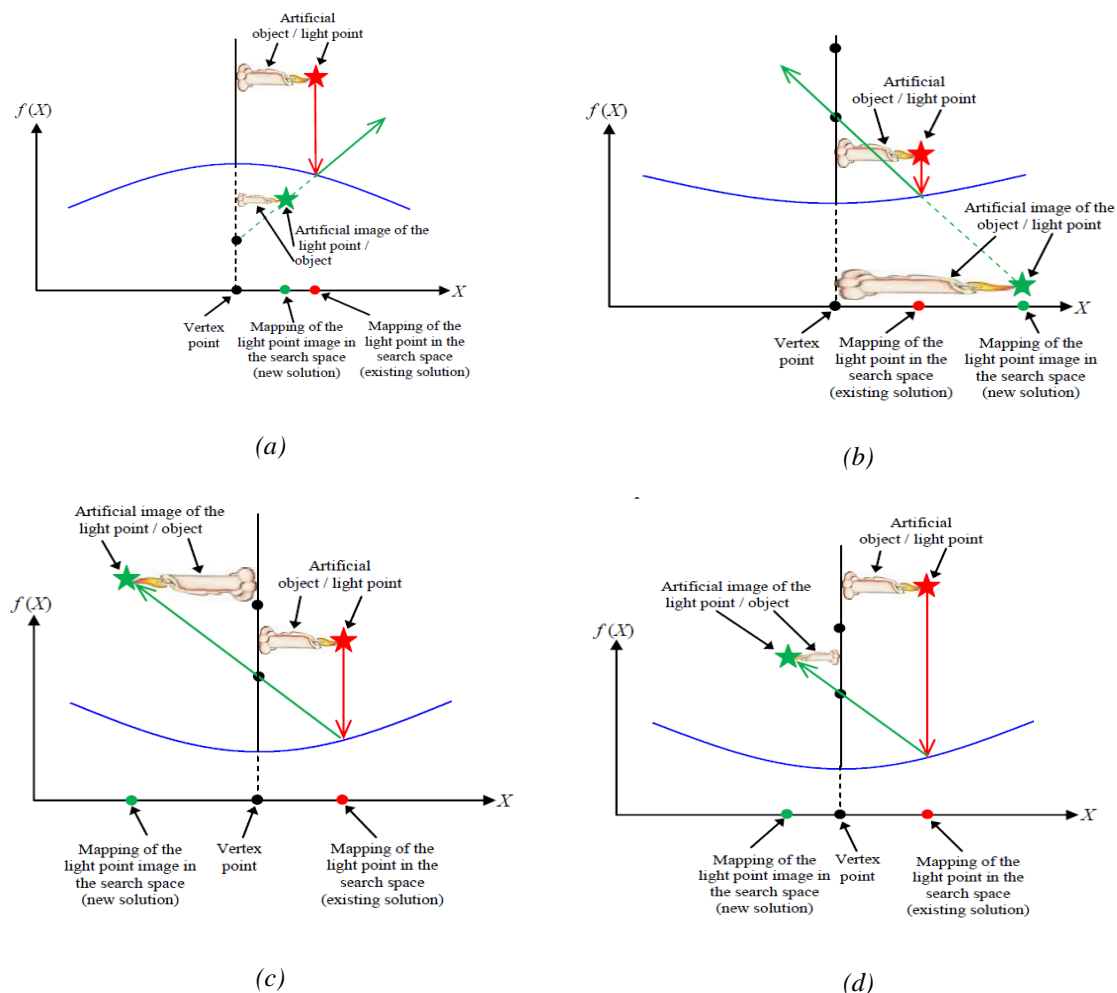 Artificial
object / light point
f (X)
Artificial image of the
light point /
object
X
Vertex
point
Mapping of the
light point image in
the search space
(new solution)
Mapping of the
light point in the
search space
(existing solution)
(a)
Artificial
object / light point
f (X)
Artificial image of the
object / light point
X
Vertex
point
Mapping of the
light point in the
search space
(existing solution)
Mapping of the
light point image in
the search space
(new solution)
(b)
Artificial image of the
light point / object
Artificial
object / light point
f (X)
X
Mapping of the
light point image in
the search space
(new solution)
Vertex
point
Mapping of the
light point in the
search space
(existing solution)
(c)
Artificial
object / light point
Artificial image of the
light point / object
f (X)
X
Mapping of the
light point image in
the search space
(new solution)
Vertex
point
Mapping of the
light point in the
search space
(existing solution)
(d)